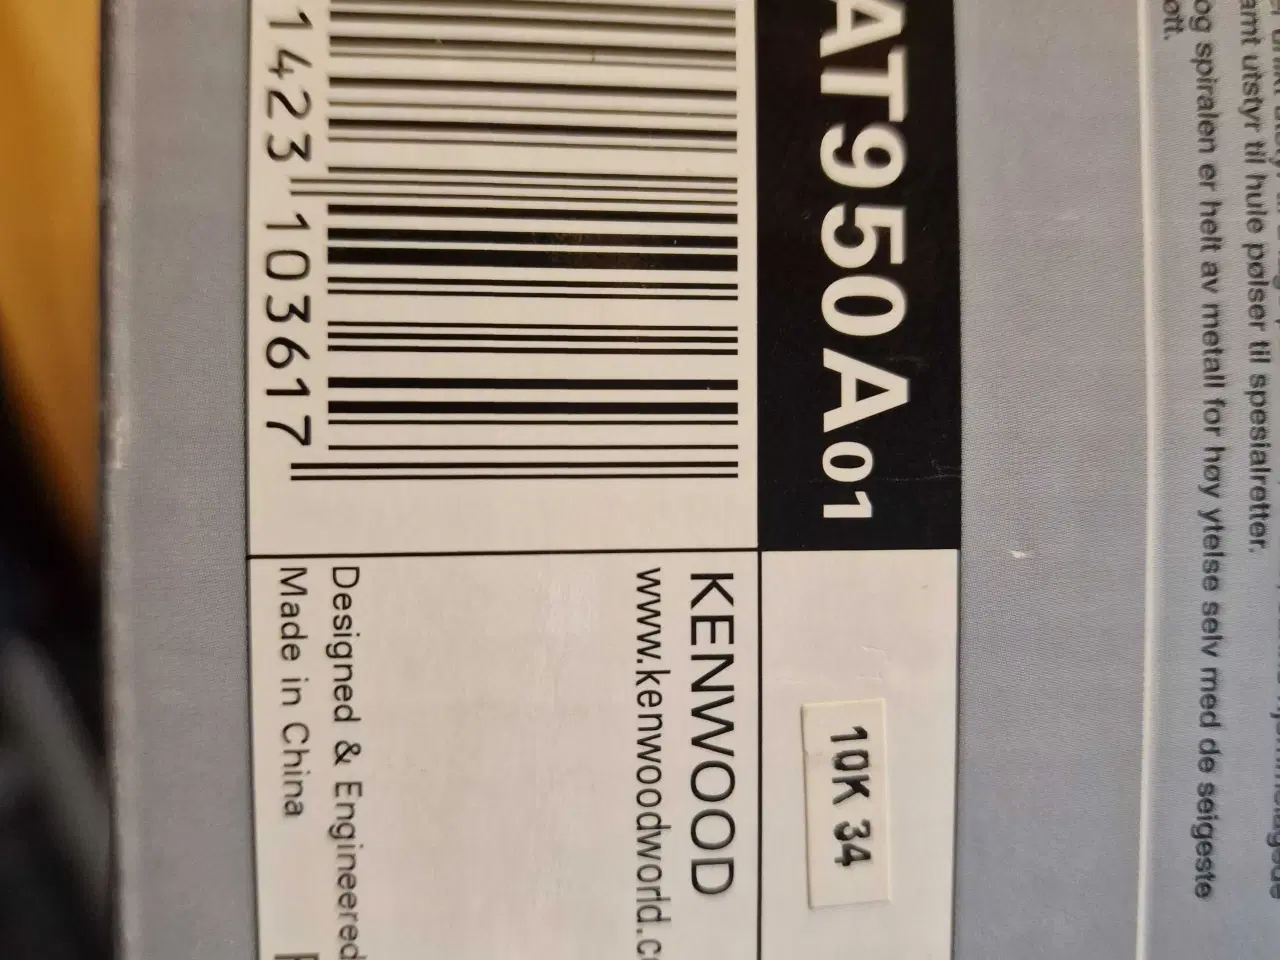 samt utstyr til hule pølser til spesialretter.
og spiralen er helt av metall for høy ytelse selv med de seigeste
AT950A01
10K 34
KENWOOD
www.kenwoodworld.c
1423 103617
Designed & Engineered
Made in China